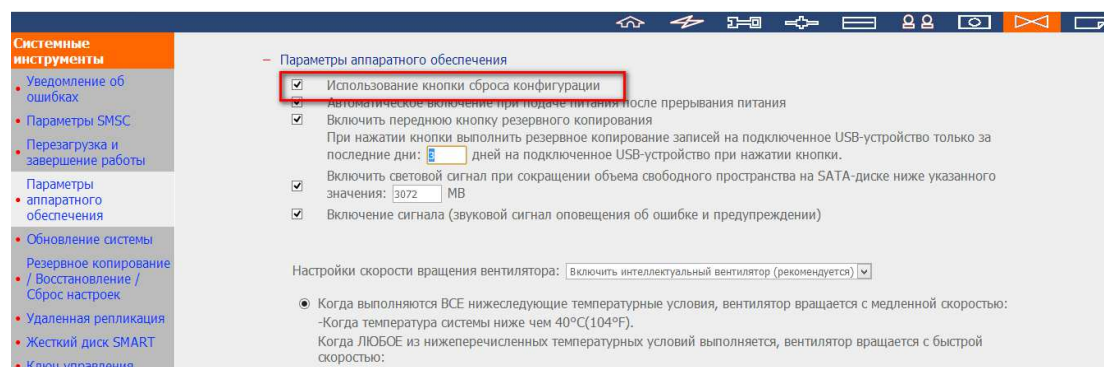 Системные
инструменты
Уведомление об
ошибках
Параметры SMSC
Перезагрузка и
завершение работы
Параметры
аппаратного
обеспечения
Обновление системы
Резервное копирование
/ Восстановление /
Сброс настроек
Удаленная репликация
Жесткий диск SMART
Ключ управления
− Параметры аппаратного обеспечения
Использование кнопки сброса конфигурации
Автоматическое включение при подаче питания после прерывания питания
Включить переднюю кнопку резервного копирования
При нажатии кнопки выполнить резервное копирование записей на подключенное USB-устройство только за
последние дни: 3 дней на подключенное USB-устройство при нажатии кнопки.
Включить световой сигнал при сокращении объема свободного пространства на SATA-диске ниже указанного
значения: 3072 MB
Включение сигнала (звуковой сигнал оповещения об ошибке и предупреждении)
Настройки скорости вращения вентилятора: Включить интеллектуальный вентилятор (рекомендуется)
Когда выполняются ВСЕ нижеследующие температурные условия, вентилятор вращается с медленной скоростью:
-Когда температура системы ниже чем 40°C(104°F).
Когда ЛЮБОЕ из нижеперечисленных температурных условий выполняется, вентилятор вращается с быстрой
скоростью: